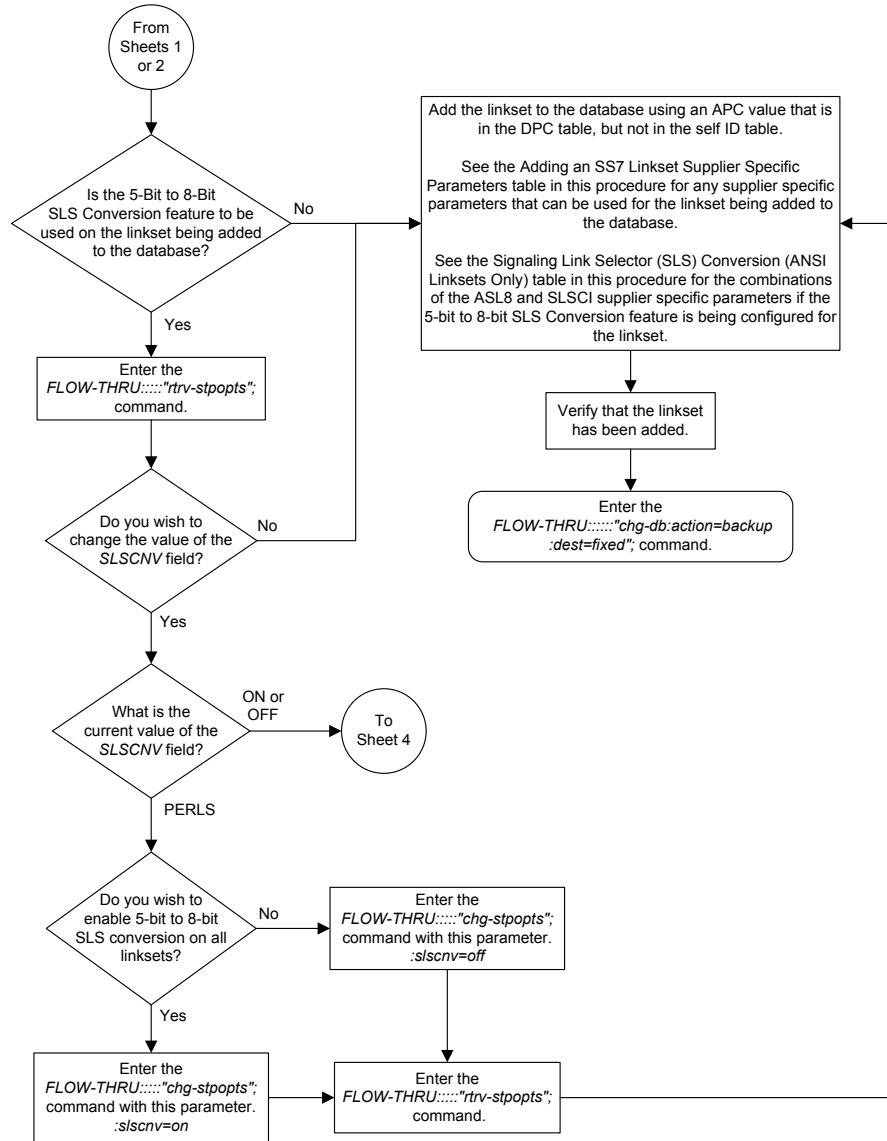 From
Sheets 1
or 2
Is the 5-Bit to 8-Bit
SLS Conversion feature to be
used on the linkset being added
to the database?
No
Yes
Enter the
FLOW-THRU:::::"rtrv-stpopts";
command.
Do you wish to
change the value of the
SLSCNV field?
No
Yes
What is the
current value of the
SLSCNV field?
ON or
OFF
To
Sheet 4
PERLS
Do you wish to
enable 5-bit to 8-bit
SLS conversion on all
linksets?
No
Enter the
FLOW-THRU:::::"chg-stpopts";
command with this parameter.
:slscnv=off
Yes
Enter the
FLOW-THRU:::::"chg-stpopts";
command with this parameter.
:slscnv=on
Enter the
FLOW-THRU:::::"rtrv-stpopts";
command.
Add the linkset to the database using an APC value that is
in the DPC table, but not in the self ID table.
See the Adding an SS7 Linkset Supplier Specific
Parameters table in this procedure for any supplier specific
parameters that can be used for the linkset being added to
the database.
See the Signaling Link Selector (SLS) Conversion (ANSI
Linksets Only) table in this procedure for the combinations
of the ASL8 and SLSCI supplier specific parameters if the
5-bit to 8-bit SLS Conversion feature is being configured for
the linkset.
Verify that the linkset
has been added.
Enter the
FLOW-THRU::::::"chg-db:action=backup
:dest=fixed"; command.